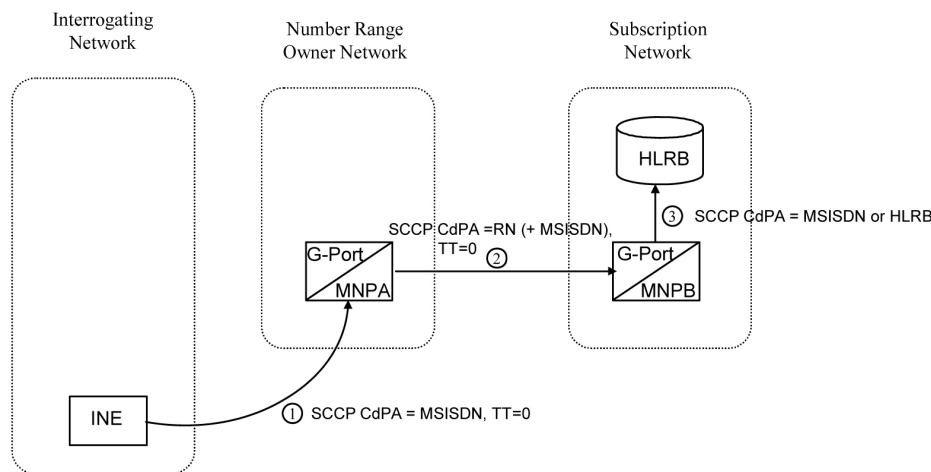 Interrogating
Network
Number Range
Owner Network
Subscription
Network
HLRB
③ SCCP CdPA = MSISDN or HLRB
SCCP CdPA =RN (+ MSISDN),
TT=0
②
G-Port
MNPA
G-Port
MNPB
INE
① SCCP CdPA = MSISDN, TT=0